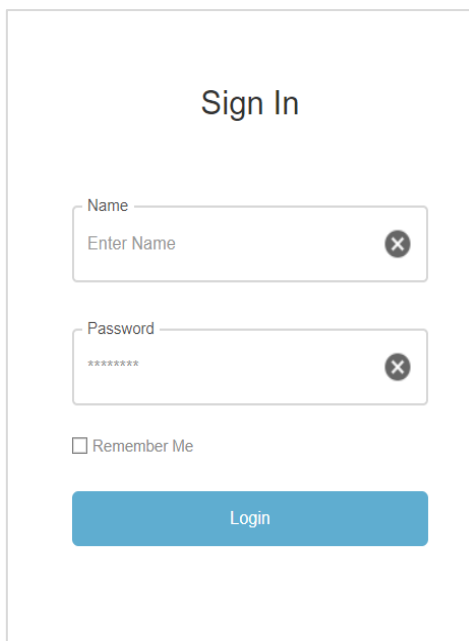 Sign In
Name
Enter Name
Password
********
Remember Me
Login